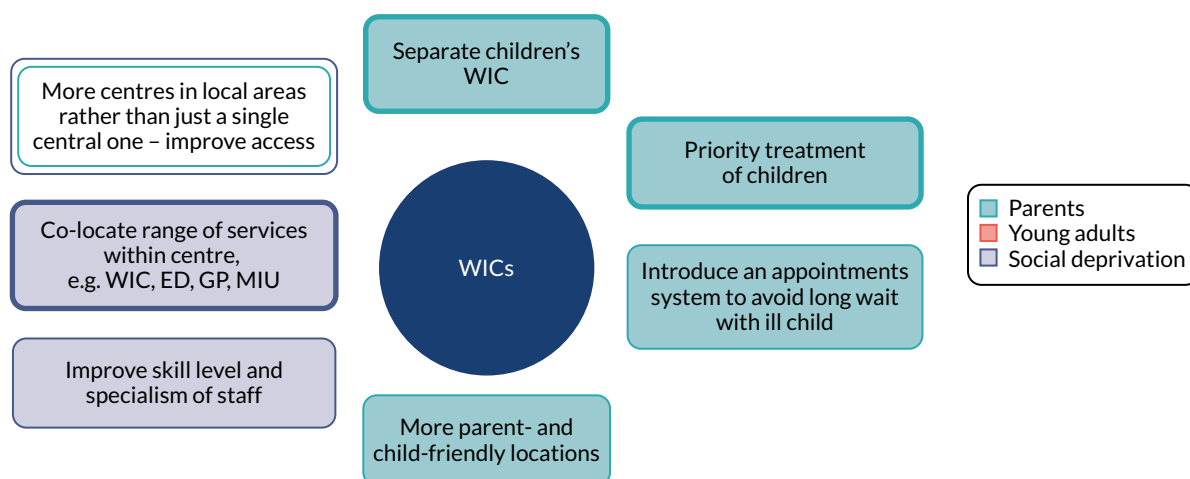 Separate children's
WIC
More centres in local areas
rather than just a single
central one – improve access
Priority treatment
of children
Co-locate range of services
within centre,
e.g. WIC, ED, GP, MIU
WICs
Introduce an appointments
system to avoid long wait
with ill child
Improve skill level and
specialism of staff
More parent- and
child-friendly locations
Parents
Young adults
Social deprivation